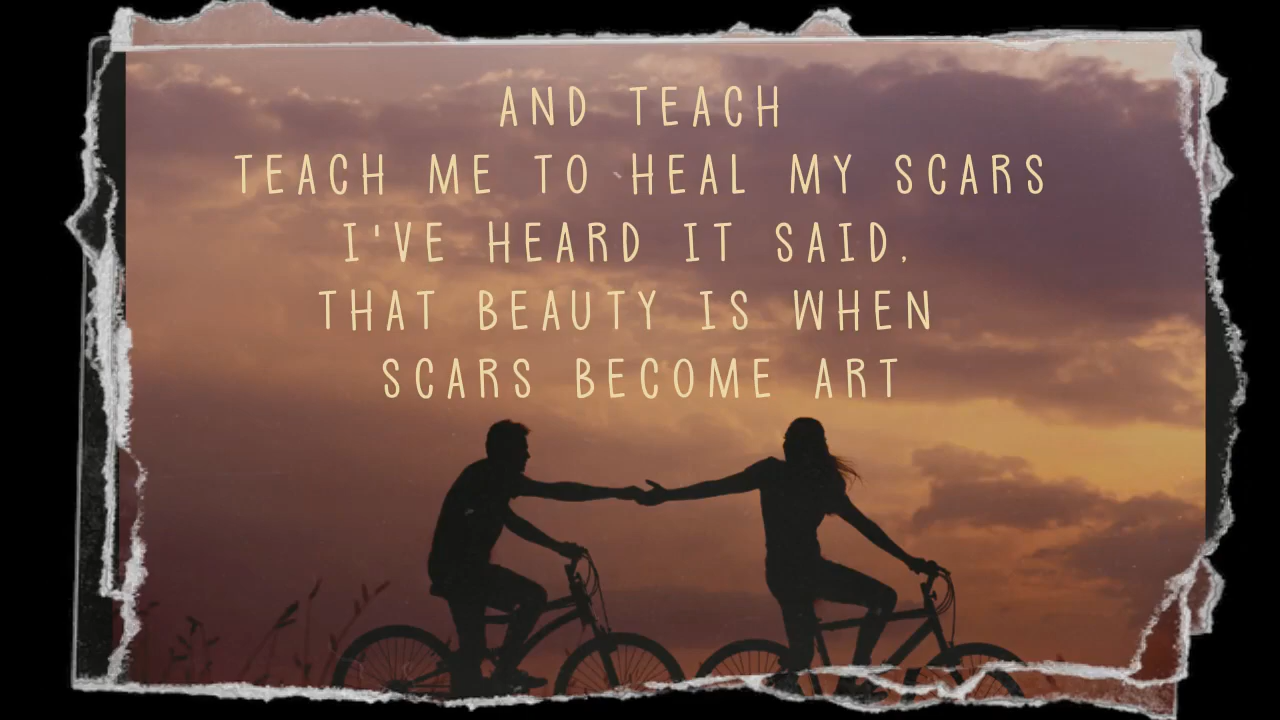 AND TEACH
TEACH ME TO HEAL MY SCARS
I'VE HEARD IT SAID,
THAT BEAUTY IS WHEN
SCARS BECOME ART